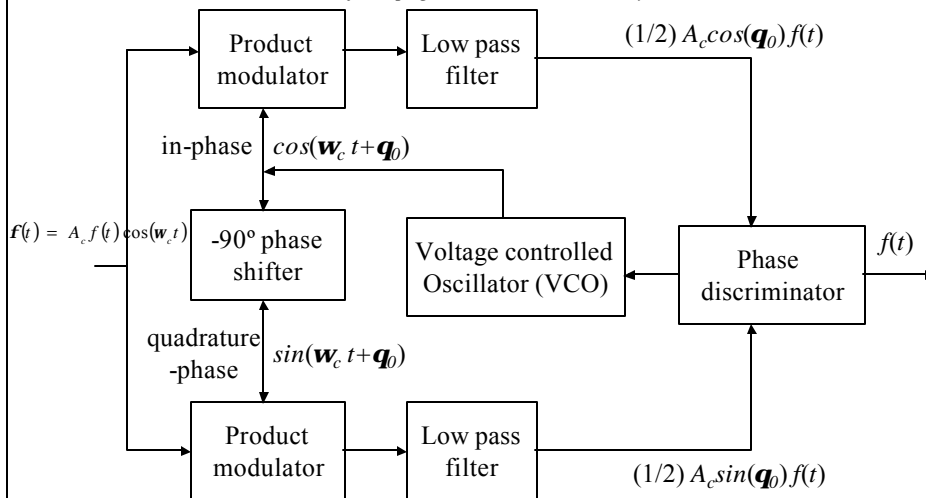 (1/2) A_c cos(q_0) f(t)
Product
modulator
Low pass
filter
in-phase
cos(w_c t+q_0)
f(t) = A_c f(t) cos(w_c t)
-90º phase
shifter
Voltage controlled
Oscillator (VCO)
Phase
discriminator
f(t)
quadrature
-phase
sin(w_c t+q_0)
Product
modulator
Low pass
filter
(1/2) A_c sin(q_0) f(t)